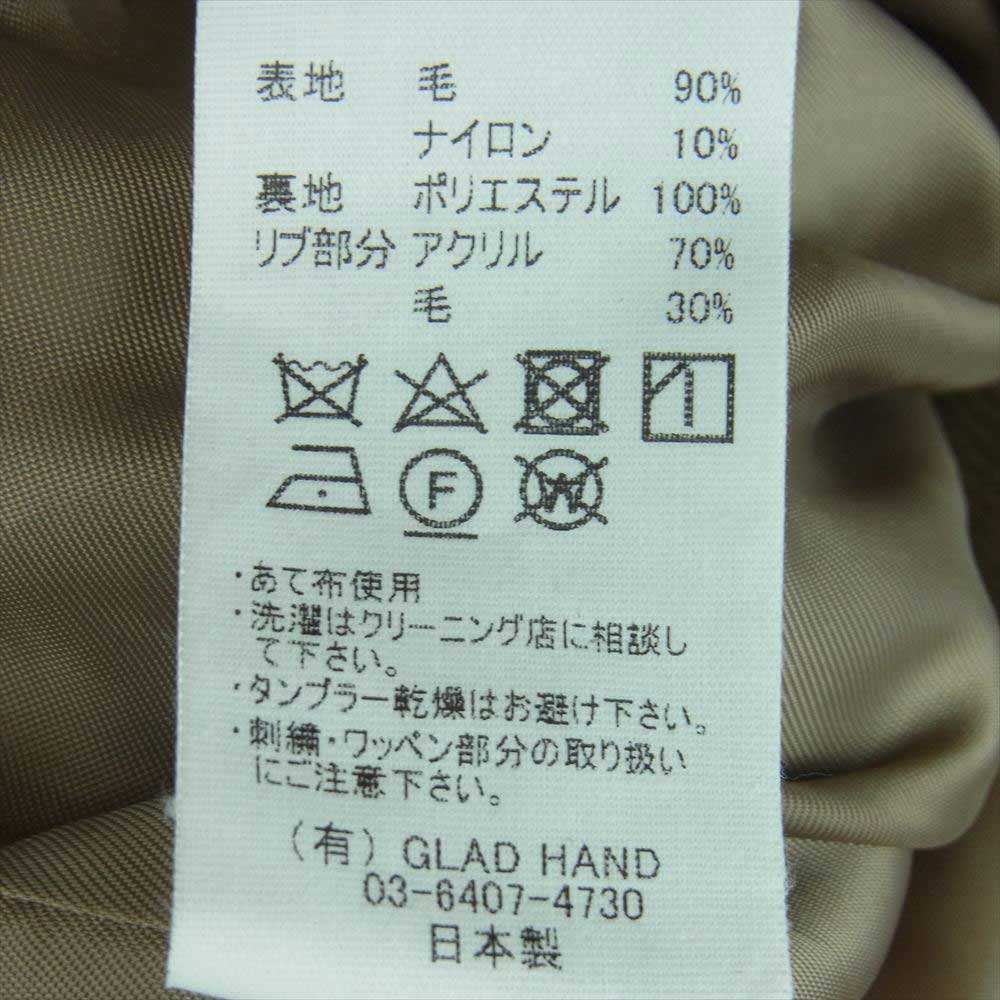 表地 毛 90%
ナイロン 10%
裏地 ポリエステル 100%
リブ部分 アクリル 70%
毛 30%
F W
・あて布使用
・洗濯はクリーニング店に相談し
て下さい。
・タンブラー乾燥はお避け下さい。
・刺繍・ワッペン部分の取り扱い
にご注意下さい。
（有）GLAD HAND
03-6407-4730
日本製